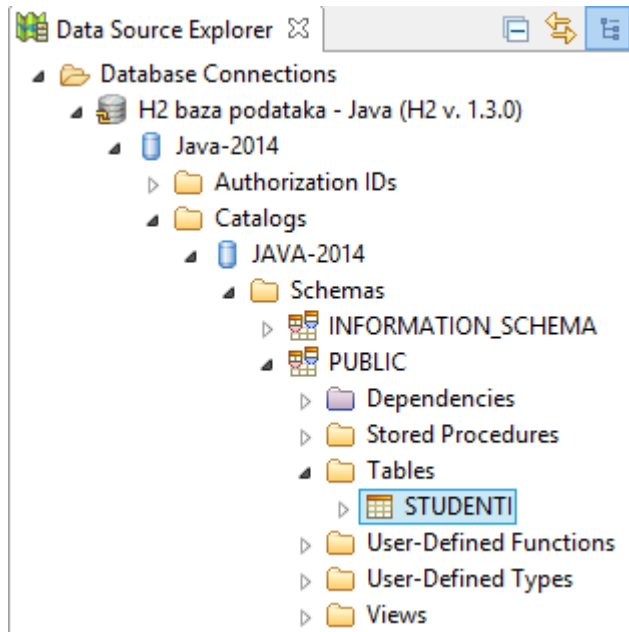 Data Source Explorer
Database Connections
H2 baza podataka - Java (H2 v. 1.3.0)
Java-2014
Authorization IDs
Catalogs
JAVA-2014
Schemas
INFORMATION_SCHEMA
PUBLIC
Dependencies
Stored Procedures
Tables
STUDENTI
User-Defined Functions
User-Defined Types
Views